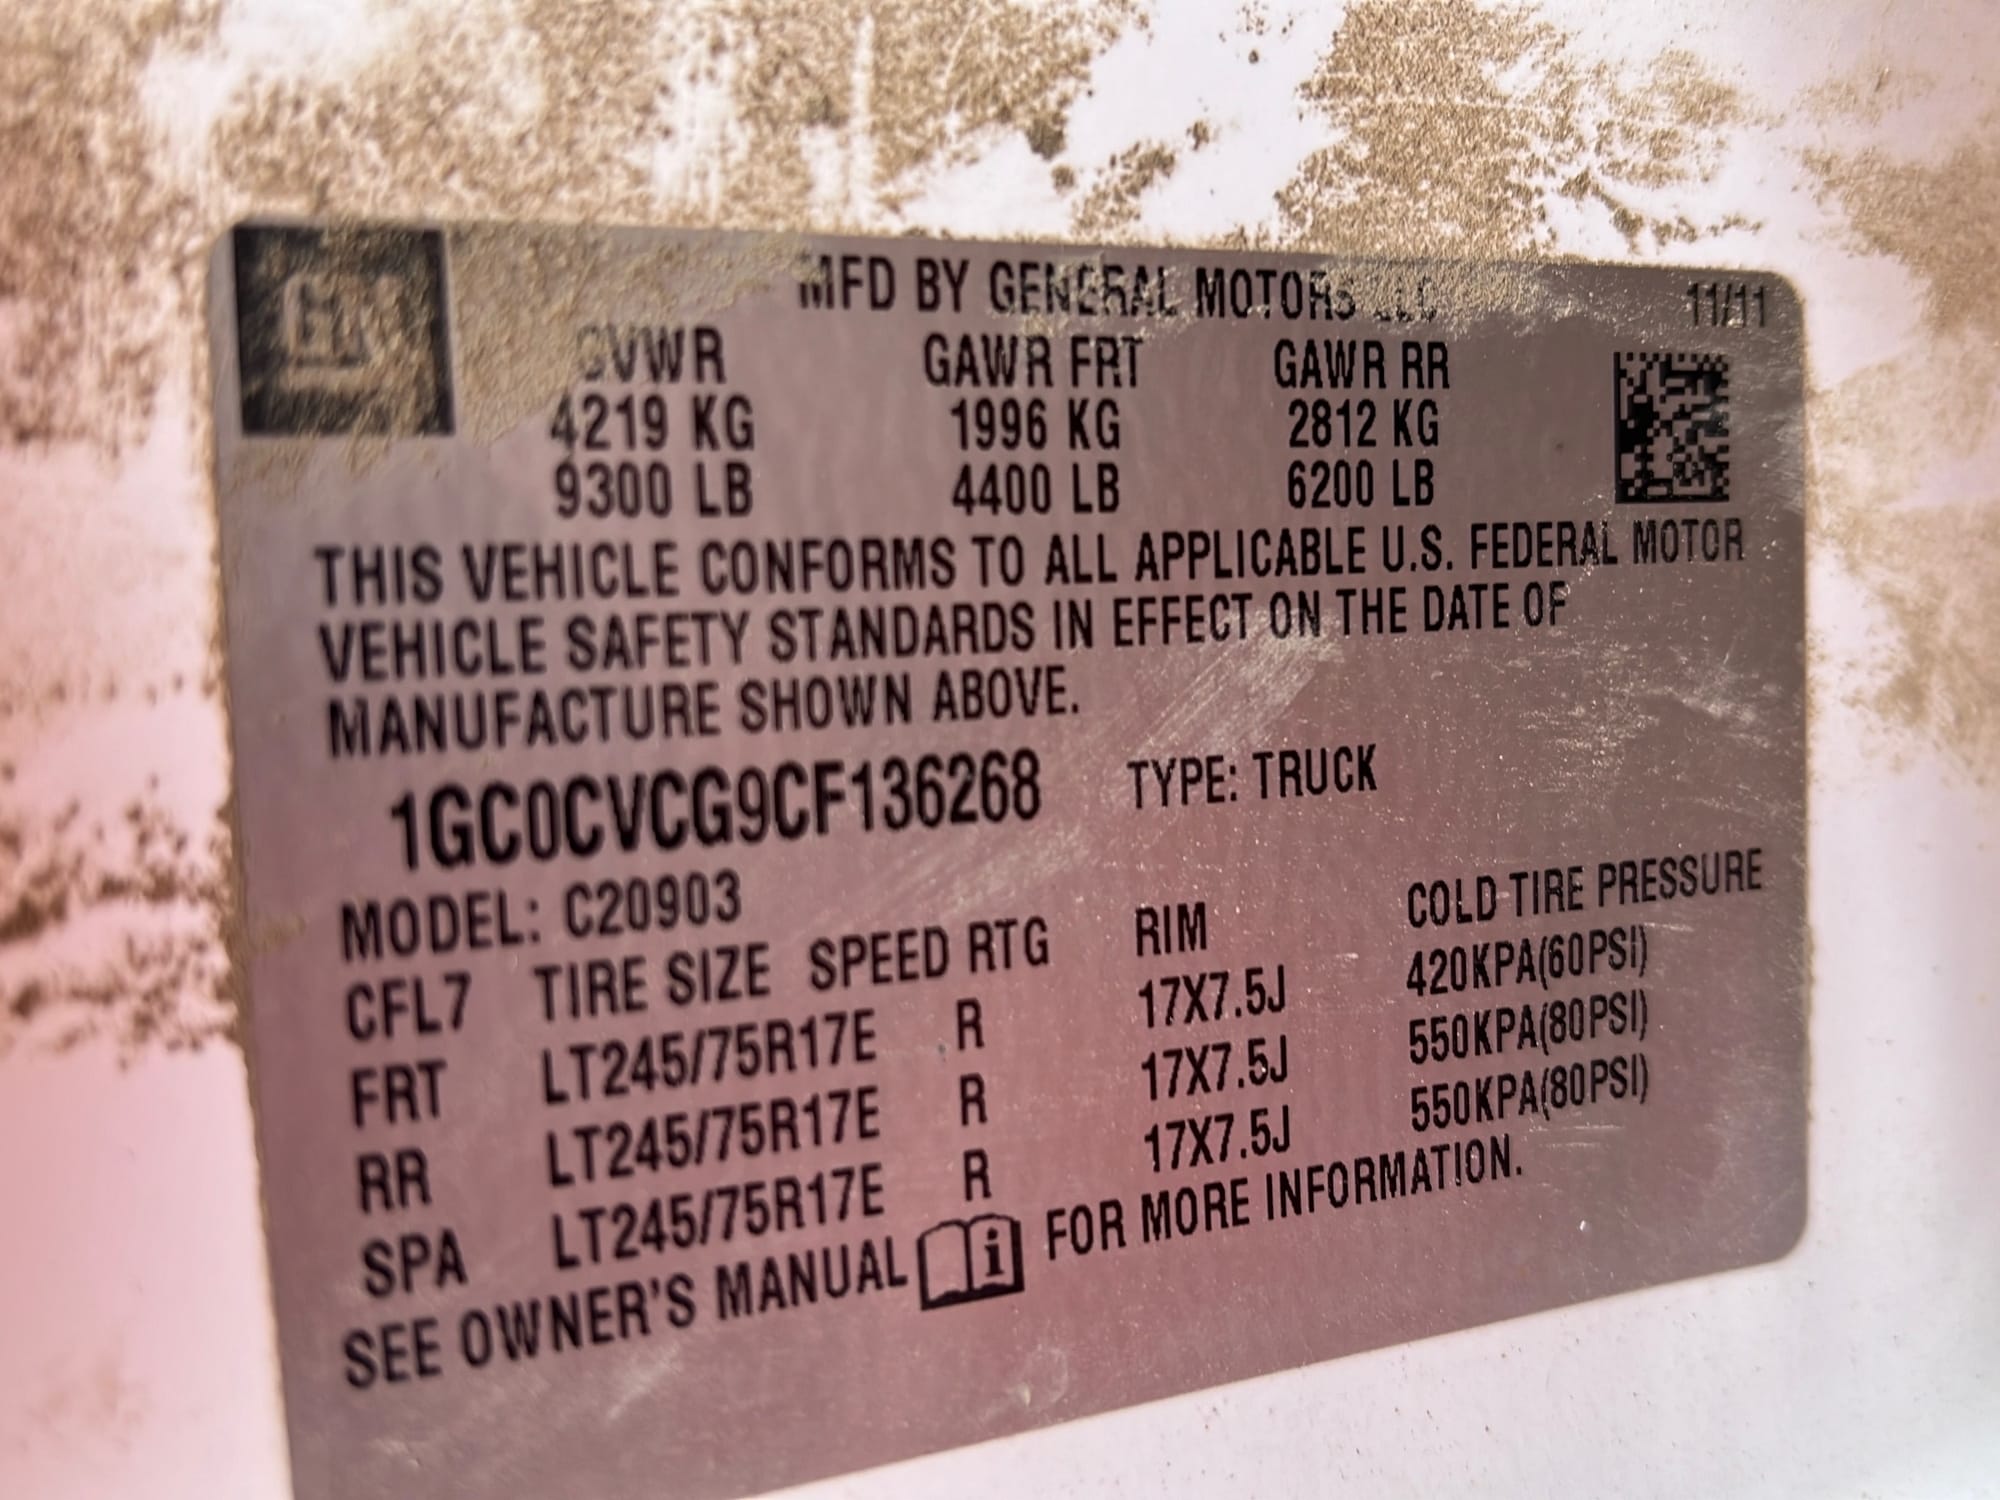 GM
MFD BY GENERAL MOTORS LLC 11/11
GVWR GAWR FRT GAWR RR
4219 KG 1996 KG 2812 KG
9300 LB 4400 LB 6200 LB
THIS VEHICLE CONFORMS TO ALL APPLICABLE U.S. FEDERAL MOTOR
VEHICLE SAFETY STANDARDS IN EFFECT ON THE DATE OF
MANUFACTURE SHOWN ABOVE.
1GC0CVCG9CF136268 TYPE: TRUCK
MODEL: C20903
CFL7 TIRE SIZE SPEED RTG RIM COLD TIRE PRESSURE
FRT LT245/75R17E R 17X7.5J 420KPA(60PSI)
RR LT245/75R17E R 17X7.5J 550KPA(80PSI)
SPA LT245/75R17E R 17X7.5J 550KPA(80PSI)
SEE OWNER'S MANUAL i FOR MORE INFORMATION.